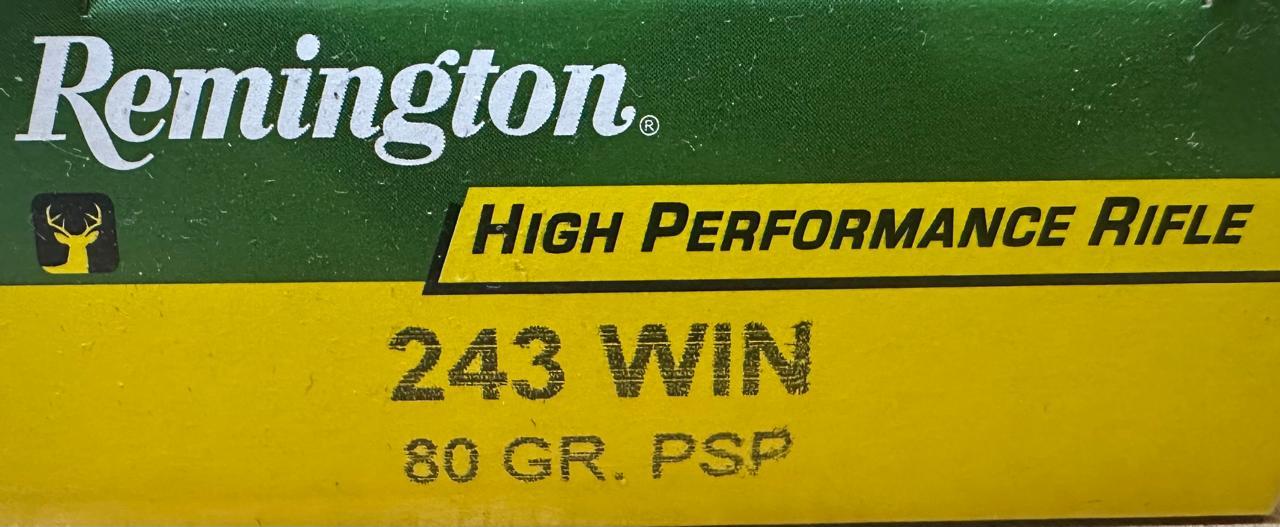 Remington®
HIGH PERFORMANCE RIFLE
243 WIN
80 GR. PSP